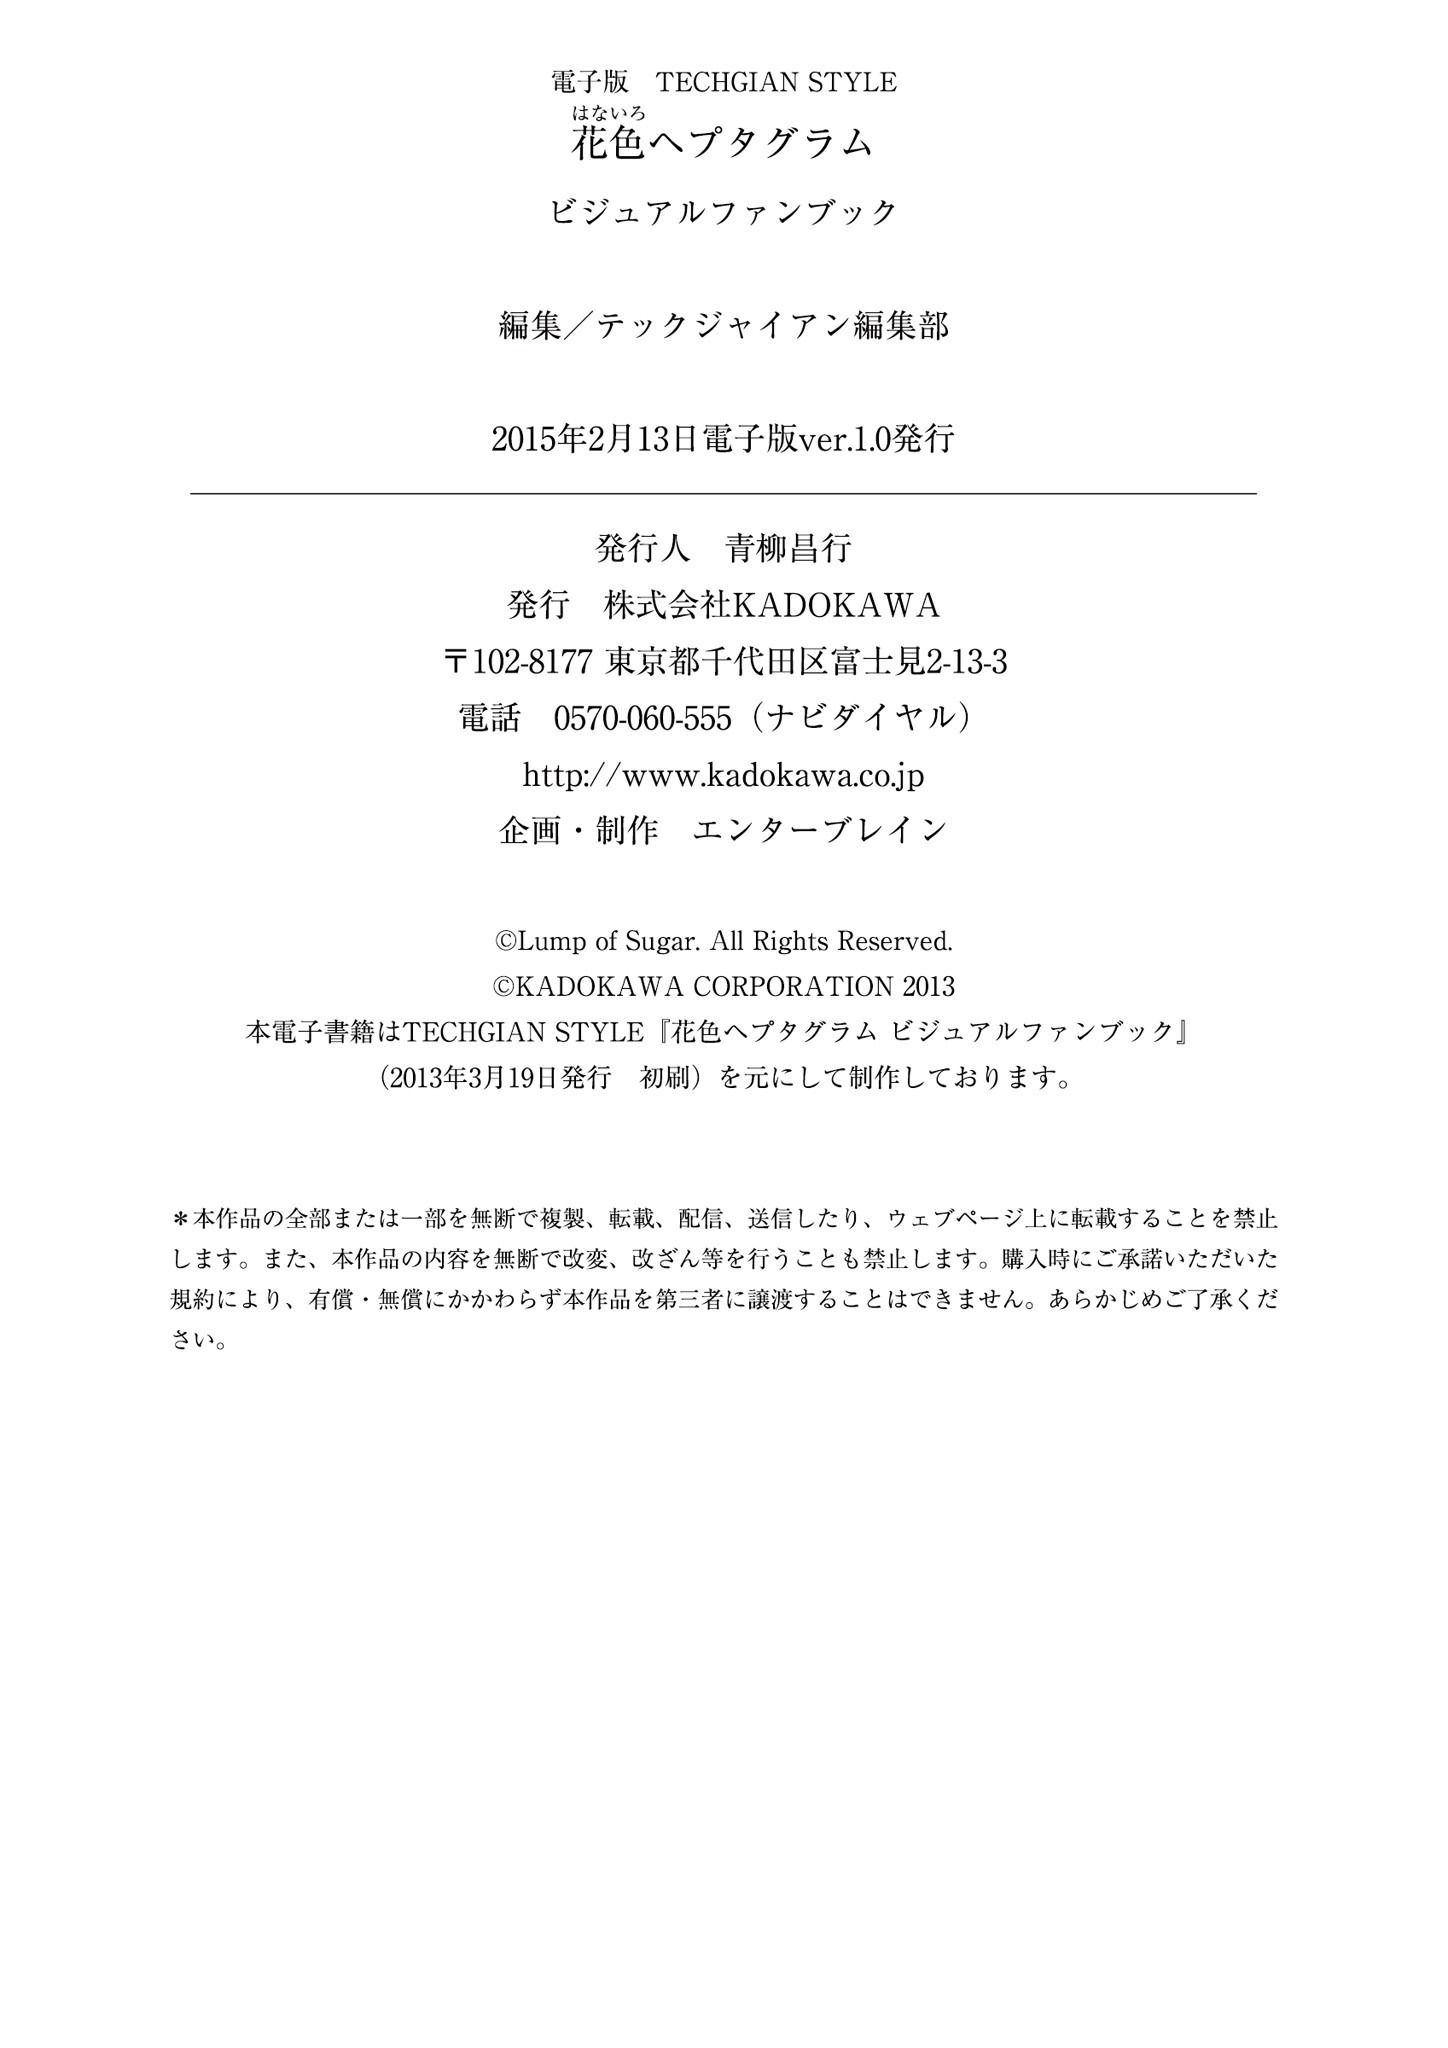 電子版　TECHGIAN STYLE
はないろ
花色ヘプタグラム
ビジュアルファンブック
編集／テックジャイアン編集部
2015年2月13日電子版ver.1.0発行
発行人　青柳昌行
発行　株式会社KADOKAWA
〒102-8177 東京都千代田区富士見2-13-3
電話　0570-060-555（ナビダイヤル）
http://www.kadokawa.co.jp
企画・制作　エンターブレイン
©Lump of Sugar. All Rights Reserved.
©KADOKAWA CORPORATION 2013
本電子書籍はTECHGIAN STYLE『花色ヘプタグラム ビジュアルファンブック』
（2013年3月19日発行　初刷）を元にして制作しております。
＊本作品の全部または一部を無断で複製、転載、配信、送信したり、ウェブページ上に転載することを禁止
します。また、本作品の内容を無断で改変、改ざん等を行うことも禁止します。購入時にご承諾いただいた
規約により、有償・無償にかかわらず本作品を第三者に譲渡することはできません。あらかじめご了承くだ
さい。